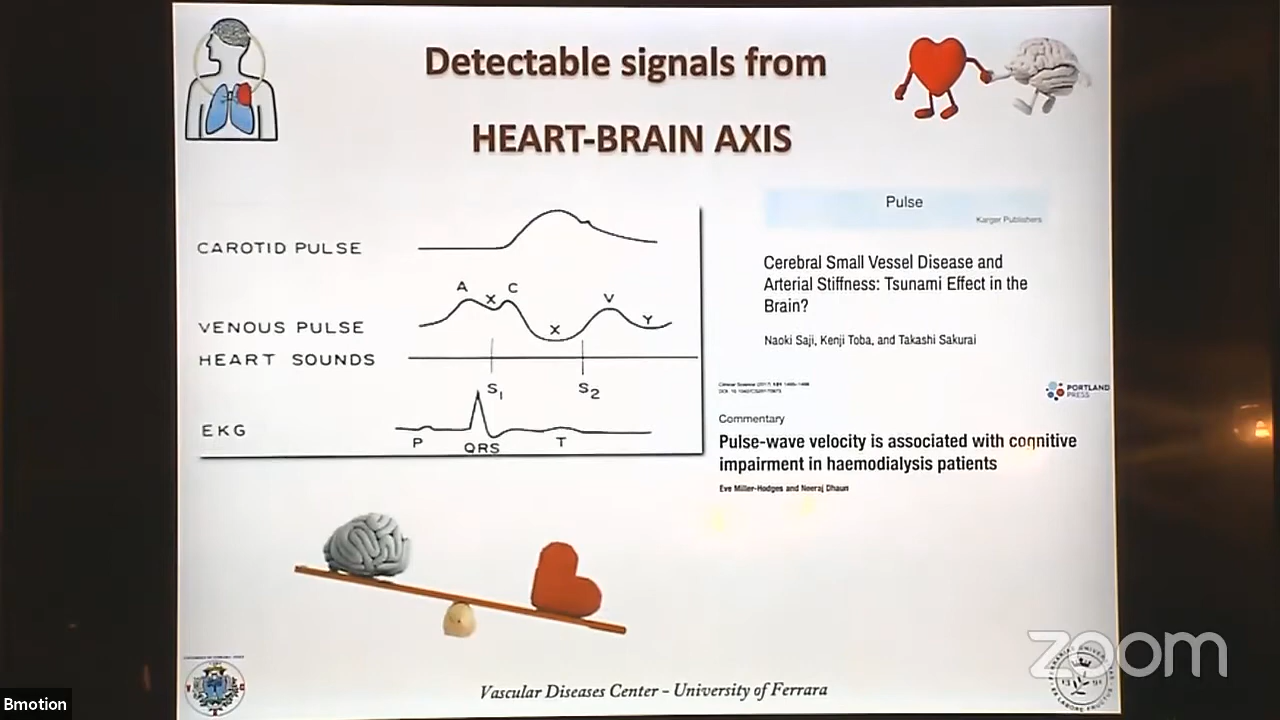 Detectable signals from
HEART-BRAIN AXIS
CAROTID PULSE
A
X
C
V
VENOUS PULSE
X
Y
HEART SOUNDS
S1
S2
EKG
P
QRS
T
Pulse
Karger Publishers
Cerebral Small Vessel Disease and
Arterial Stiffness: Tsunami Effect in the
Brain?
Naoki Saji, Kenji Toba, and Takashi Sakurai
PORTLAND
PRESS
Commentary
Pulse-wave velocity is associated with cognitive
impairment in haemodialysis patients
Eve Miller-Hodges and Neeraj Dhaun
Vascular Diseases Center – University of Ferrara
zoom
Bmotion